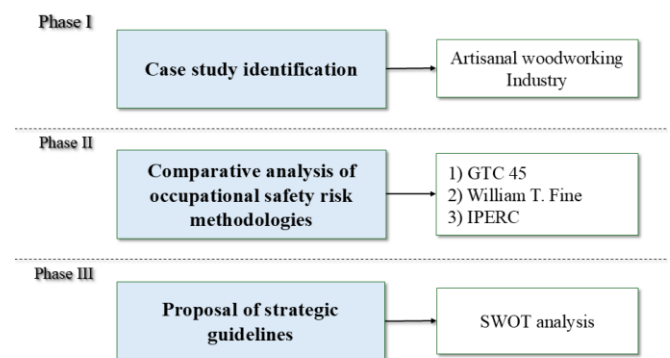 Phase I
Case study identification
Artisanal woodworking
Industry
Phase II
Comparative analysis of
occupational safety risk
methodologies
1) GTC 45
2) William T. Fine
3) IPERC
Phase III
Proposal of strategic
guidelines
SWOT analysis